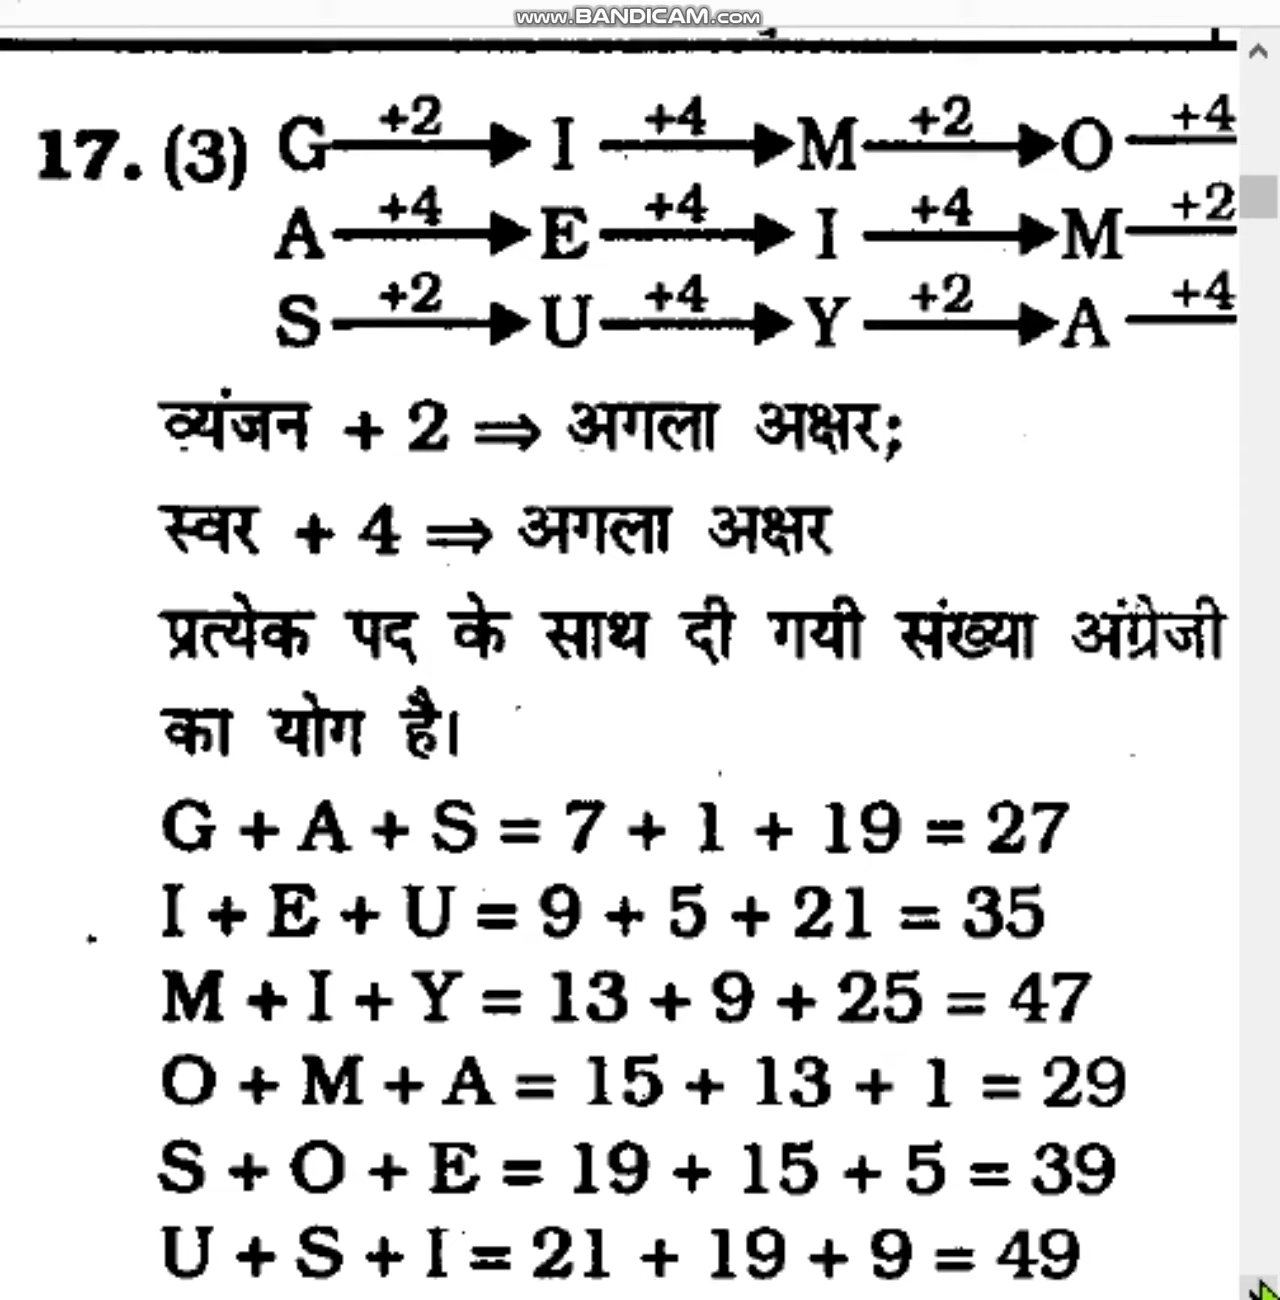 www.BANDICAM.com
17. (3) G +2 I +4 M +2 O +4
A +4 E +4 I +4 M +2
S +2 U +4 Y +2 A +4
व्यंजन + 2 ⇒ अगला अक्षर;
स्वर + 4 ⇒ अगला अक्षर
प्रत्येक पद के साथ दी गयी संख्या अंग्रेजी
का योग है।
G + A + S = 7 + 1 + 19 = 27
I + E + U = 9 + 5 + 21 = 35
M + I + Y = 13 + 9 + 25 = 47
O + M + A = 15 + 13 + 1 = 29
S + O + E = 19 + 15 + 5 = 39
U + S + I = 21 + 19 + 9 = 49